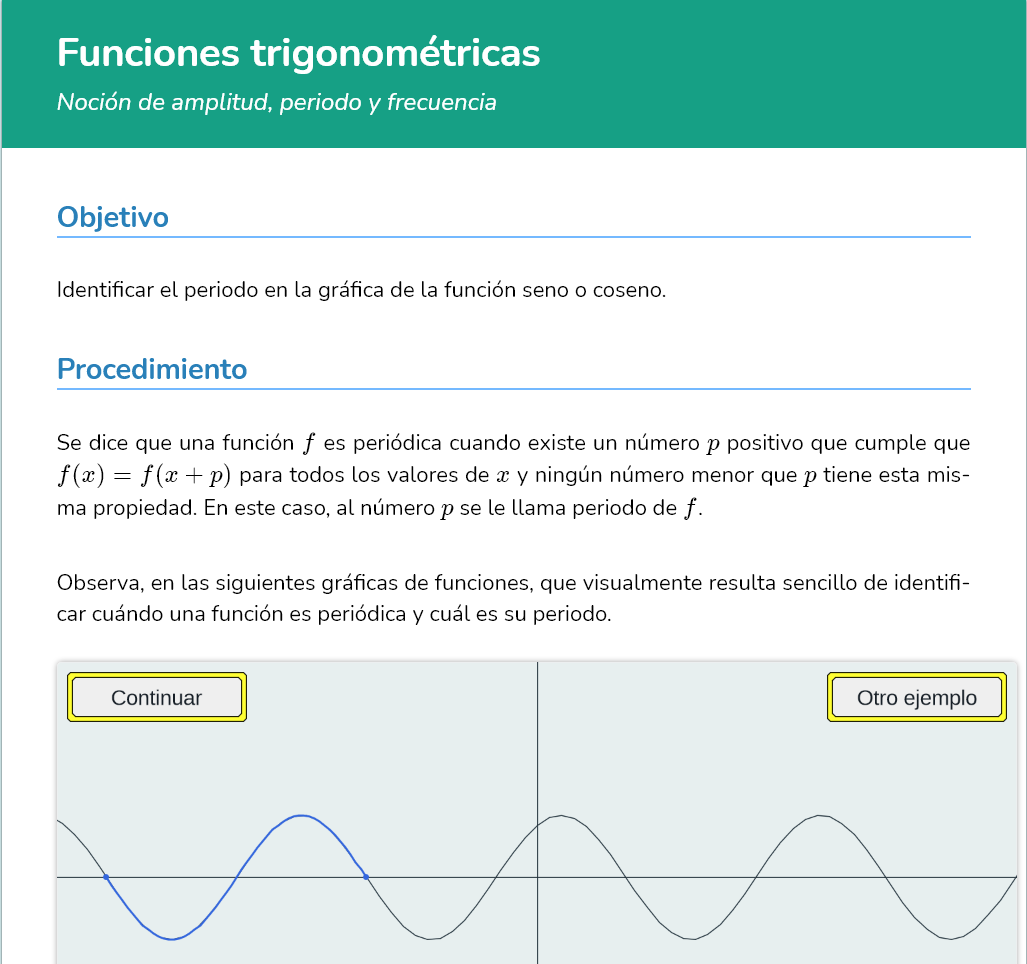 Funciones trigonométricas
Noción de amplitud, periodo y frecuencia
Objetivo
Identificar el periodo en la gráfica de la función seno o coseno.
Procedimiento
Se dice que una función f es periódica cuando existe un número p positivo que cumple que
f(x) = f(x + p) para todos los valores de x y ningún número menor que p tiene esta mis-
ma propiedad. En este caso, al número p se le llama periodo de f.
Observa, en las siguientes gráficas de funciones, que visualmente resulta sencillo de identifi-
car cuándo una función es periódica y cuál es su periodo.
Continuar
Otro ejemplo